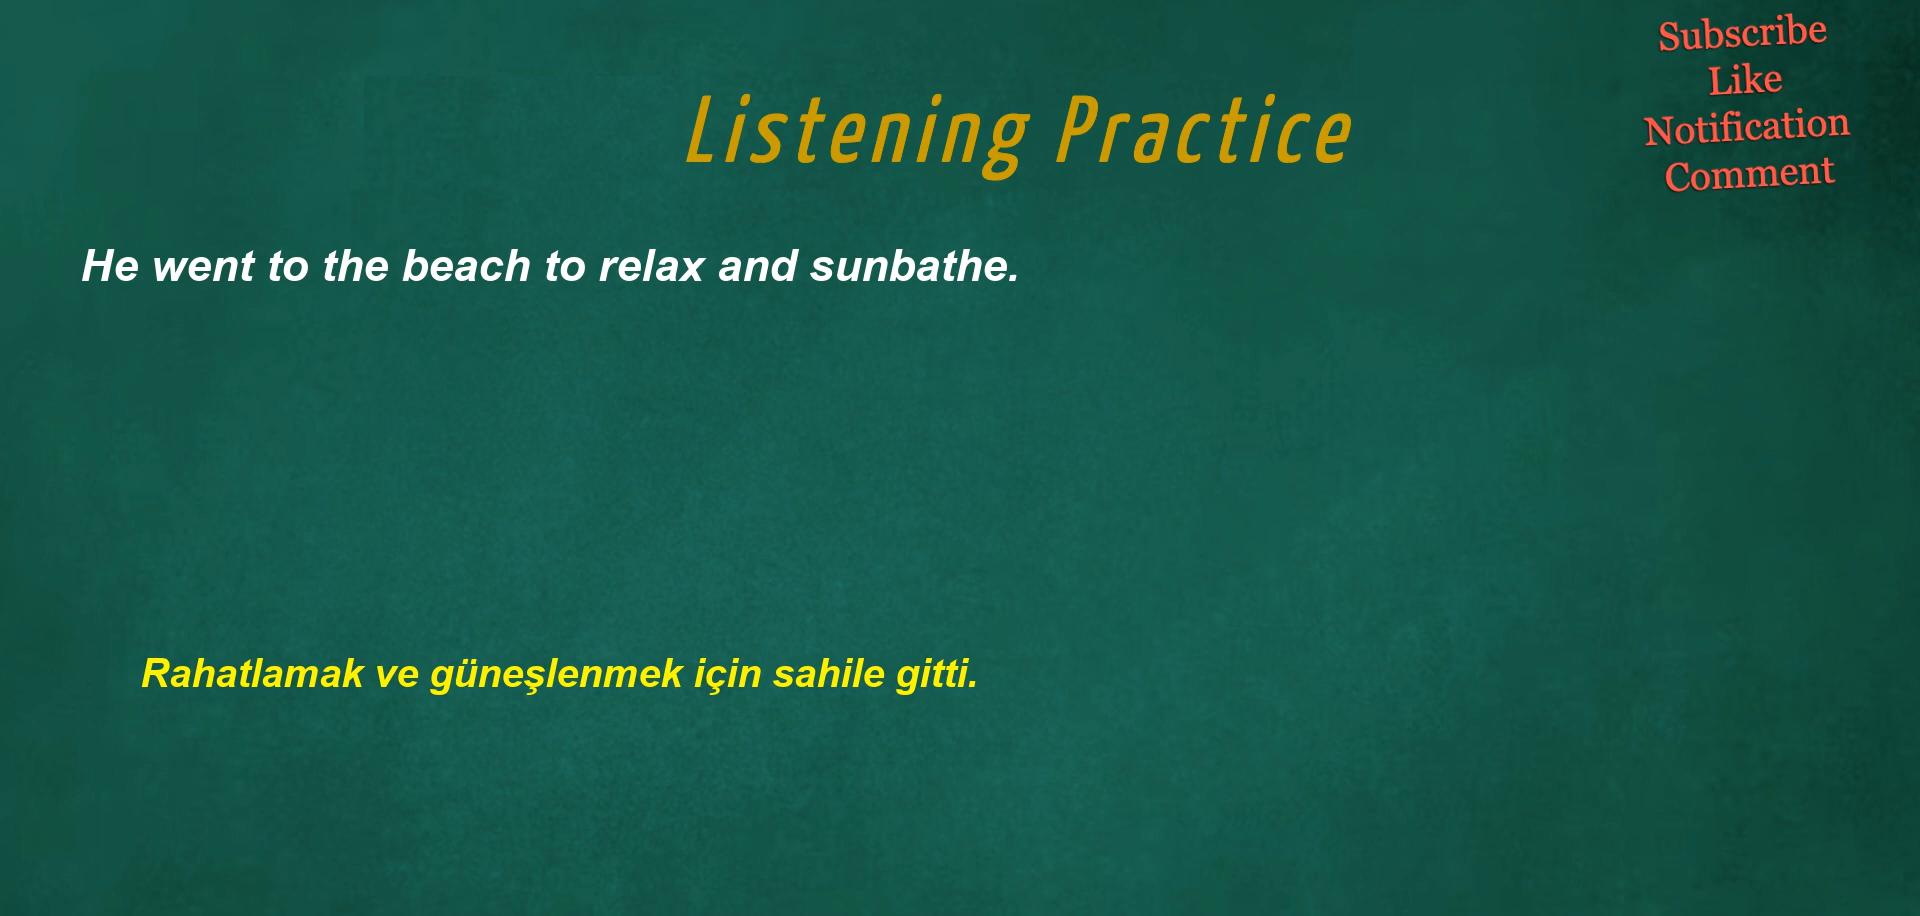 Subscribe
Like
Notification
Comment
Listening Practice
He went to the beach to relax and sunbathe.
Rahatlamak ve güneşlenmek için sahile gitti.